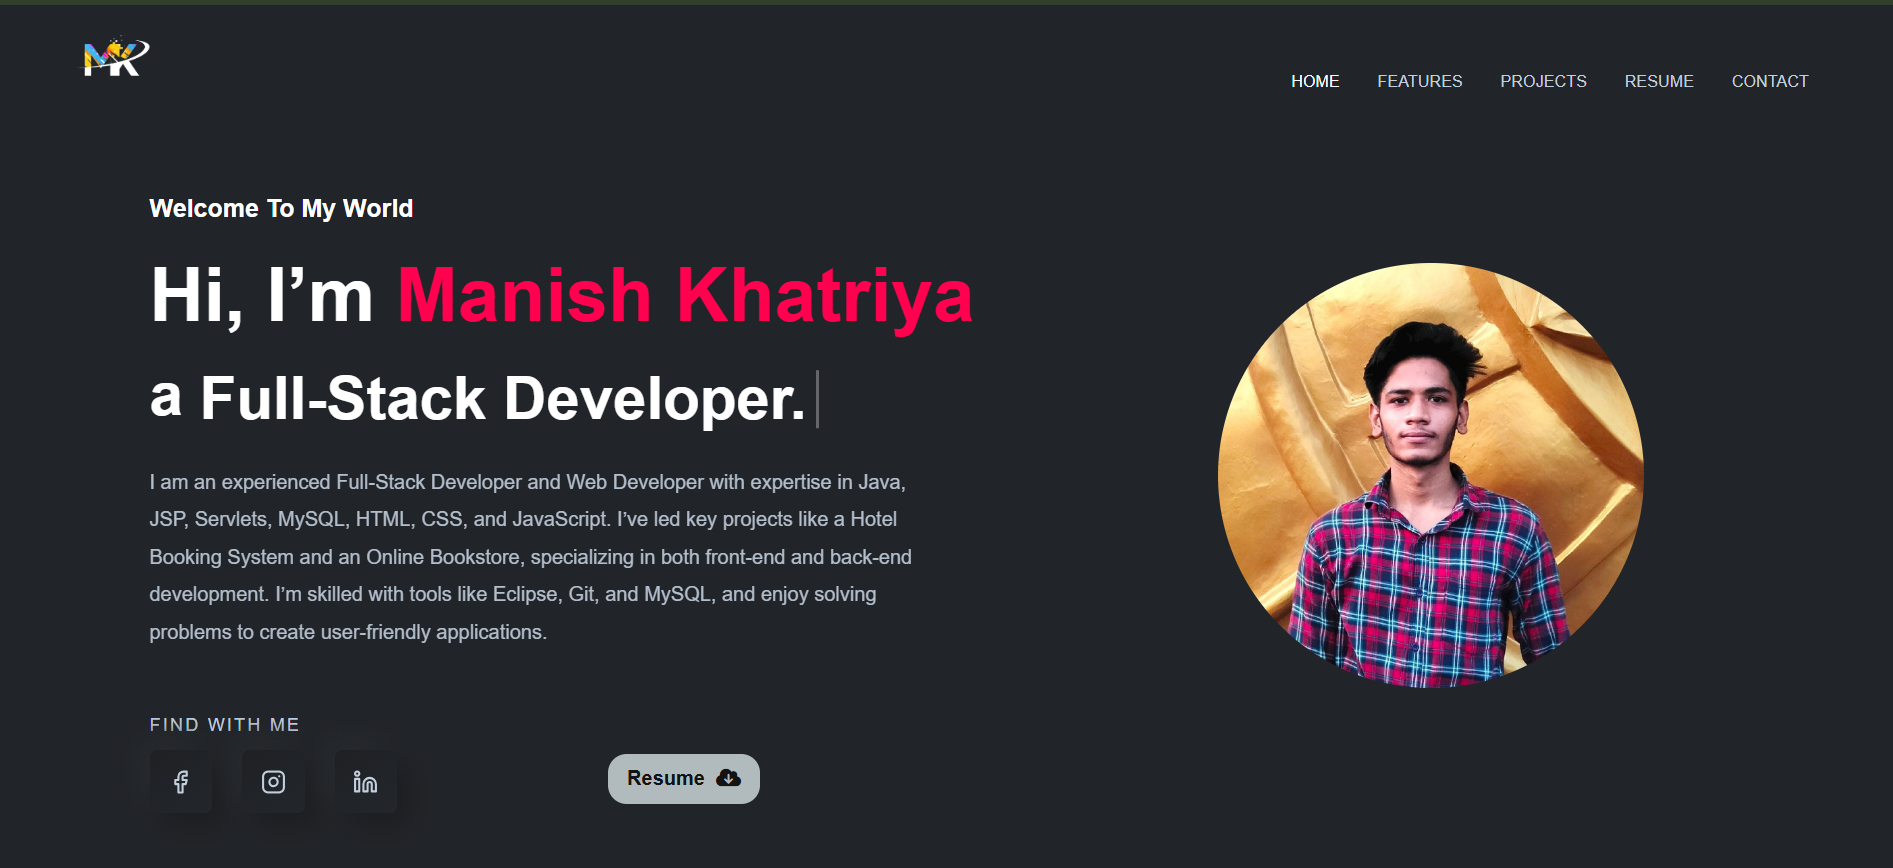 MK
HOME FEATURES PROJECTS RESUME CONTACT
Welcome To My World
Hi, I’m Manish Khatriya
a Full-Stack Developer.
I am an experienced Full-Stack Developer and Web Developer with expertise in Java,
JSP, Servlets, MySQL, HTML, CSS, and JavaScript. I’ve led key projects like a Hotel
Booking System and an Online Bookstore, specializing in both front-end and back-end
development. I’m skilled with tools like Eclipse, Git, and MySQL, and enjoy solving
problems to create user-friendly applications.
FIND WITH ME
Resume